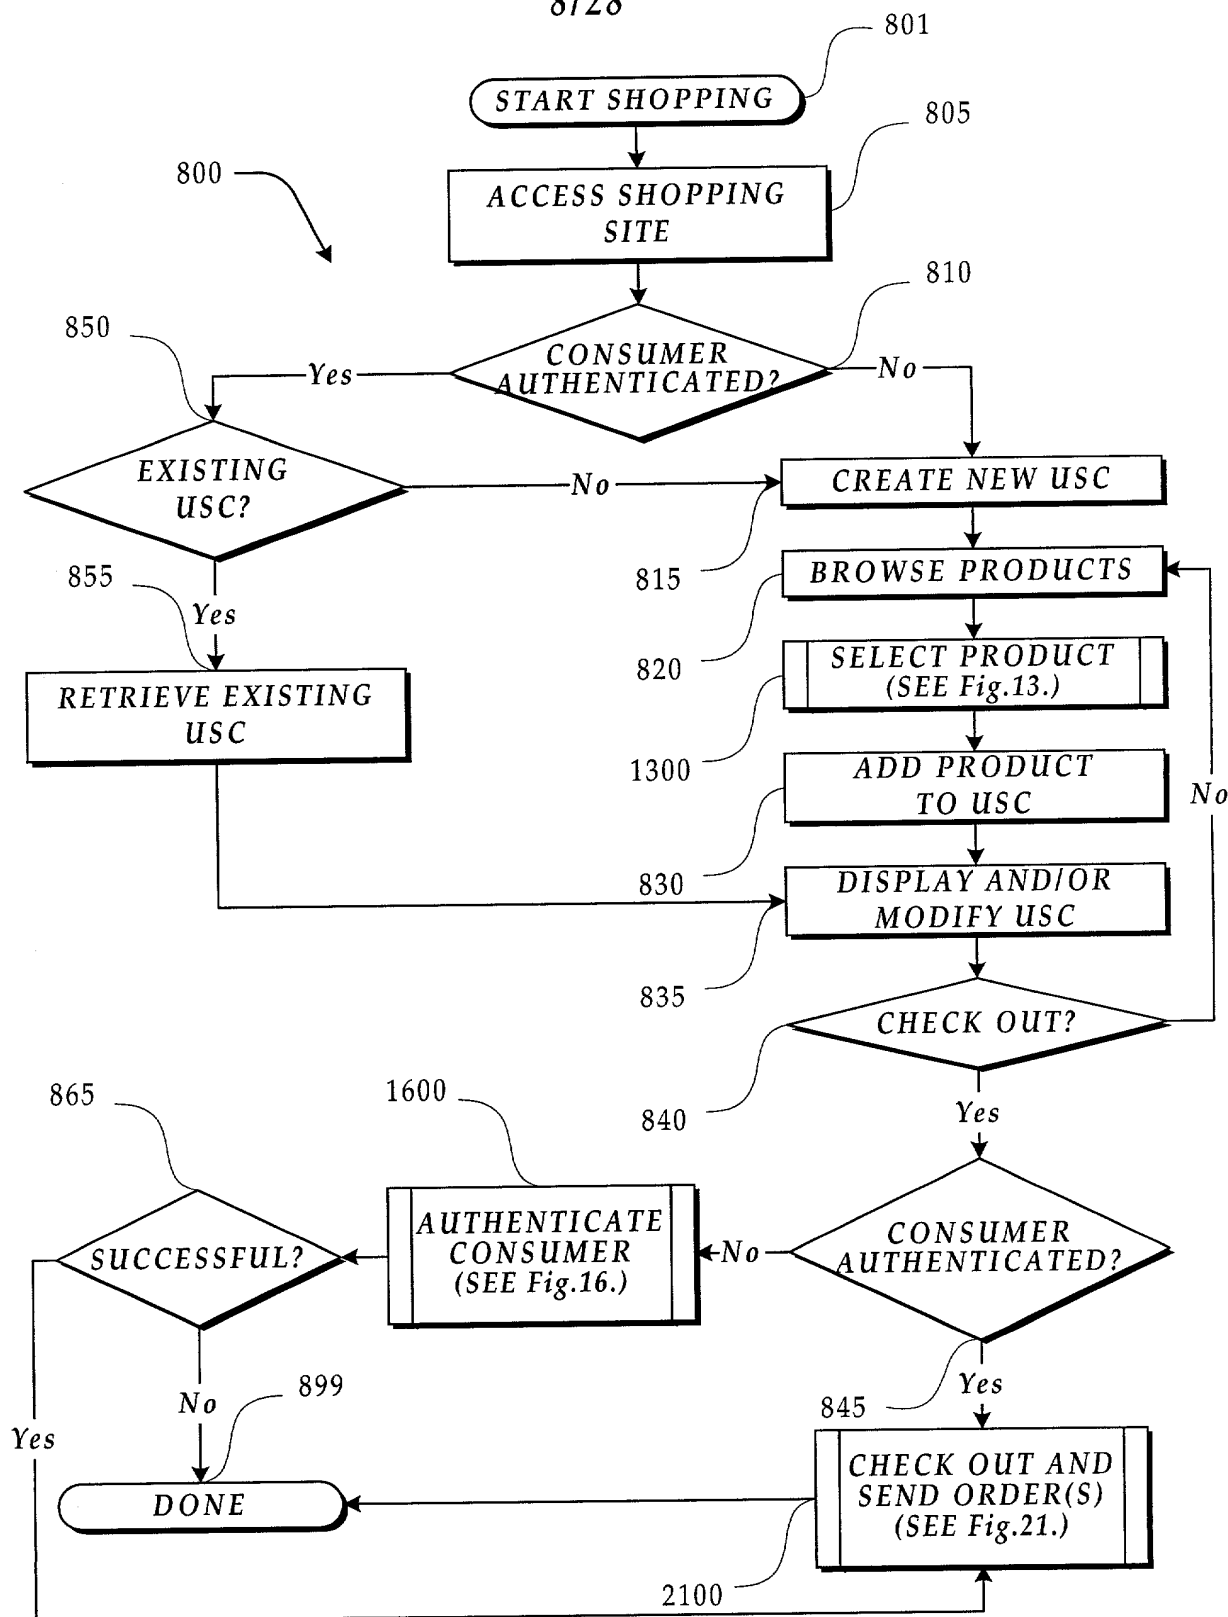 8/28
801
START SHOPPING
805
800
ACCESS SHOPPING
SITE
810
850
CONSUMER
AUTHENTICATED?
Yes
No
EXISTING
USC?
No
CREATE NEW USC
855
815
BROWSE PRODUCTS
Yes
820
SELECT PRODUCT
(SEE Fig.13.)
RETRIEVE EXISTING
USC
1300
ADD PRODUCT
TO USC
No
830
DISPLAY AND/OR
MODIFY USC
835
CHECK OUT?
865
1600
840
Yes
AUTHENTICATE
CONSUMER
(SEE Fig.16.)
SUCCESSFUL?
No
CONSUMER
AUTHENTICATED?
899
No
Yes
845
Yes
DONE
CHECK OUT AND
SEND ORDER(S)
(SEE Fig.21.)
2100